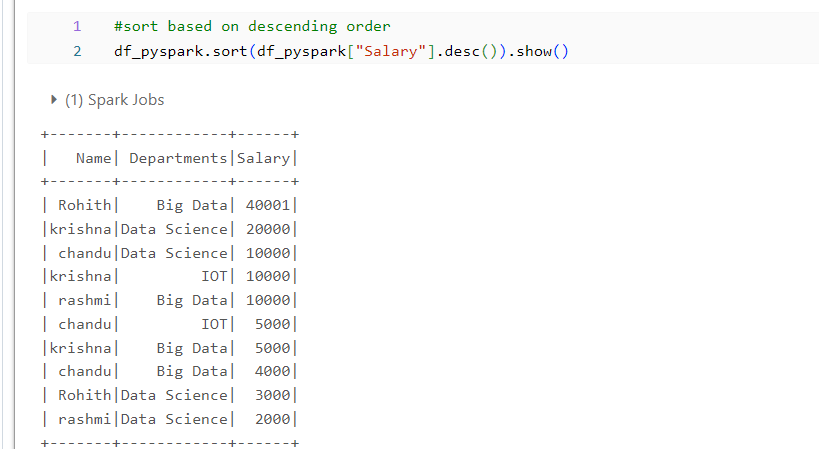 1 #sort based on descending order
2 df_pyspark.sort(df_pyspark["Salary"].desc()).show()
(1) Spark Jobs
+-------+------------+------+
|   Name| Departments|Salary|
+-------+------------+------+
| Rohith|    Big Data| 40001|
|krishna|Data Science| 20000|
| chandu|Data Science| 10000|
|krishna|         IOT| 10000|
| rashmi|    Big Data| 10000|
| chandu|         IOT|  5000|
|krishna|    Big Data|  5000|
| chandu|    Big Data|  4000|
| Rohith|Data Science|  3000|
| rashmi|Data Science|  2000|
+-------+------------+------+